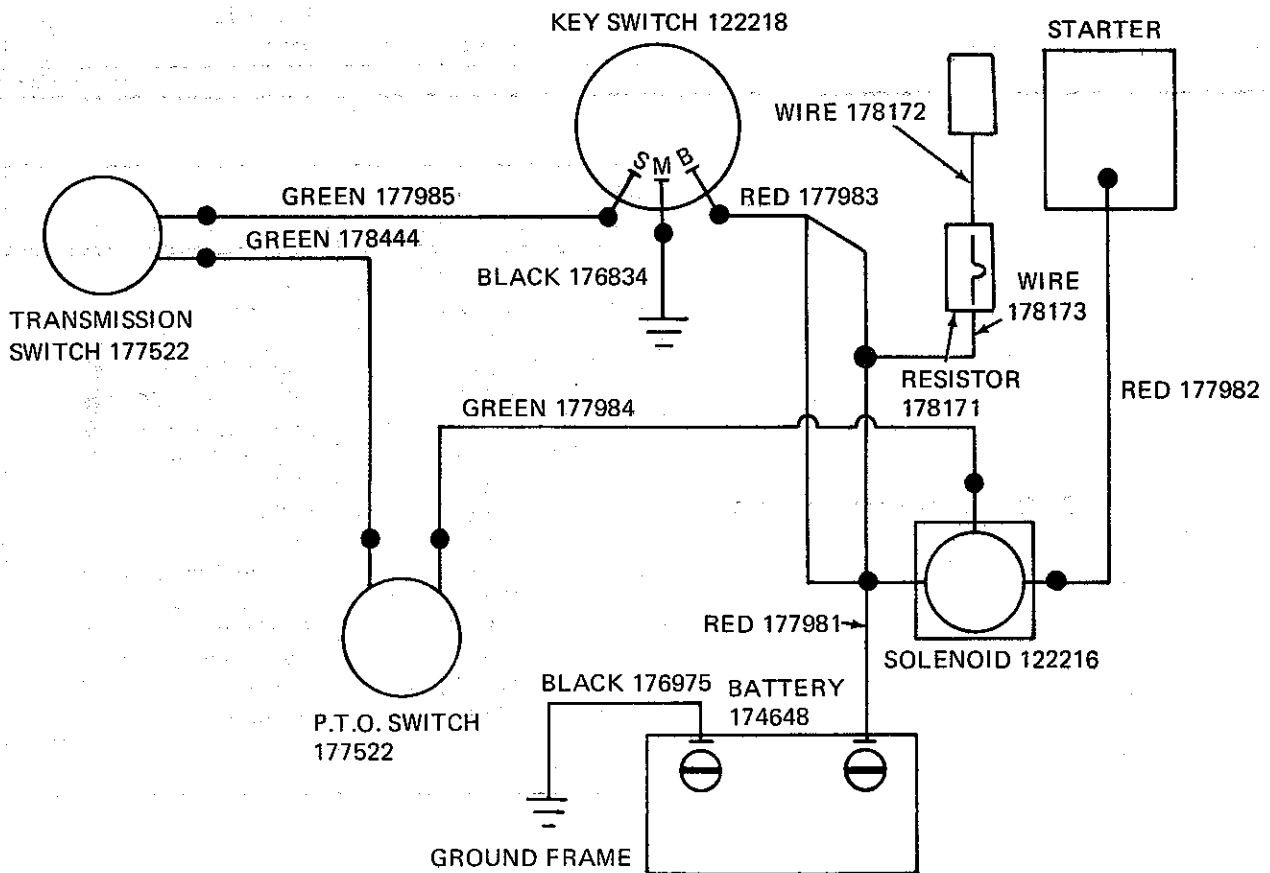 KEY SWITCH 122218
STARTER
WIRE 178172
S M B
GREEN 177985
RED 177983
GREEN 178444
BLACK 176834
WIRE
178173
TRANSMISSION
SWITCH 177522
RESISTOR
178171
RED 177982
GREEN 177984
RED 177981
SOLENOID 122216
BLACK 176975
BATTERY
174648
P.T.O. SWITCH
177522
GROUND FRAME